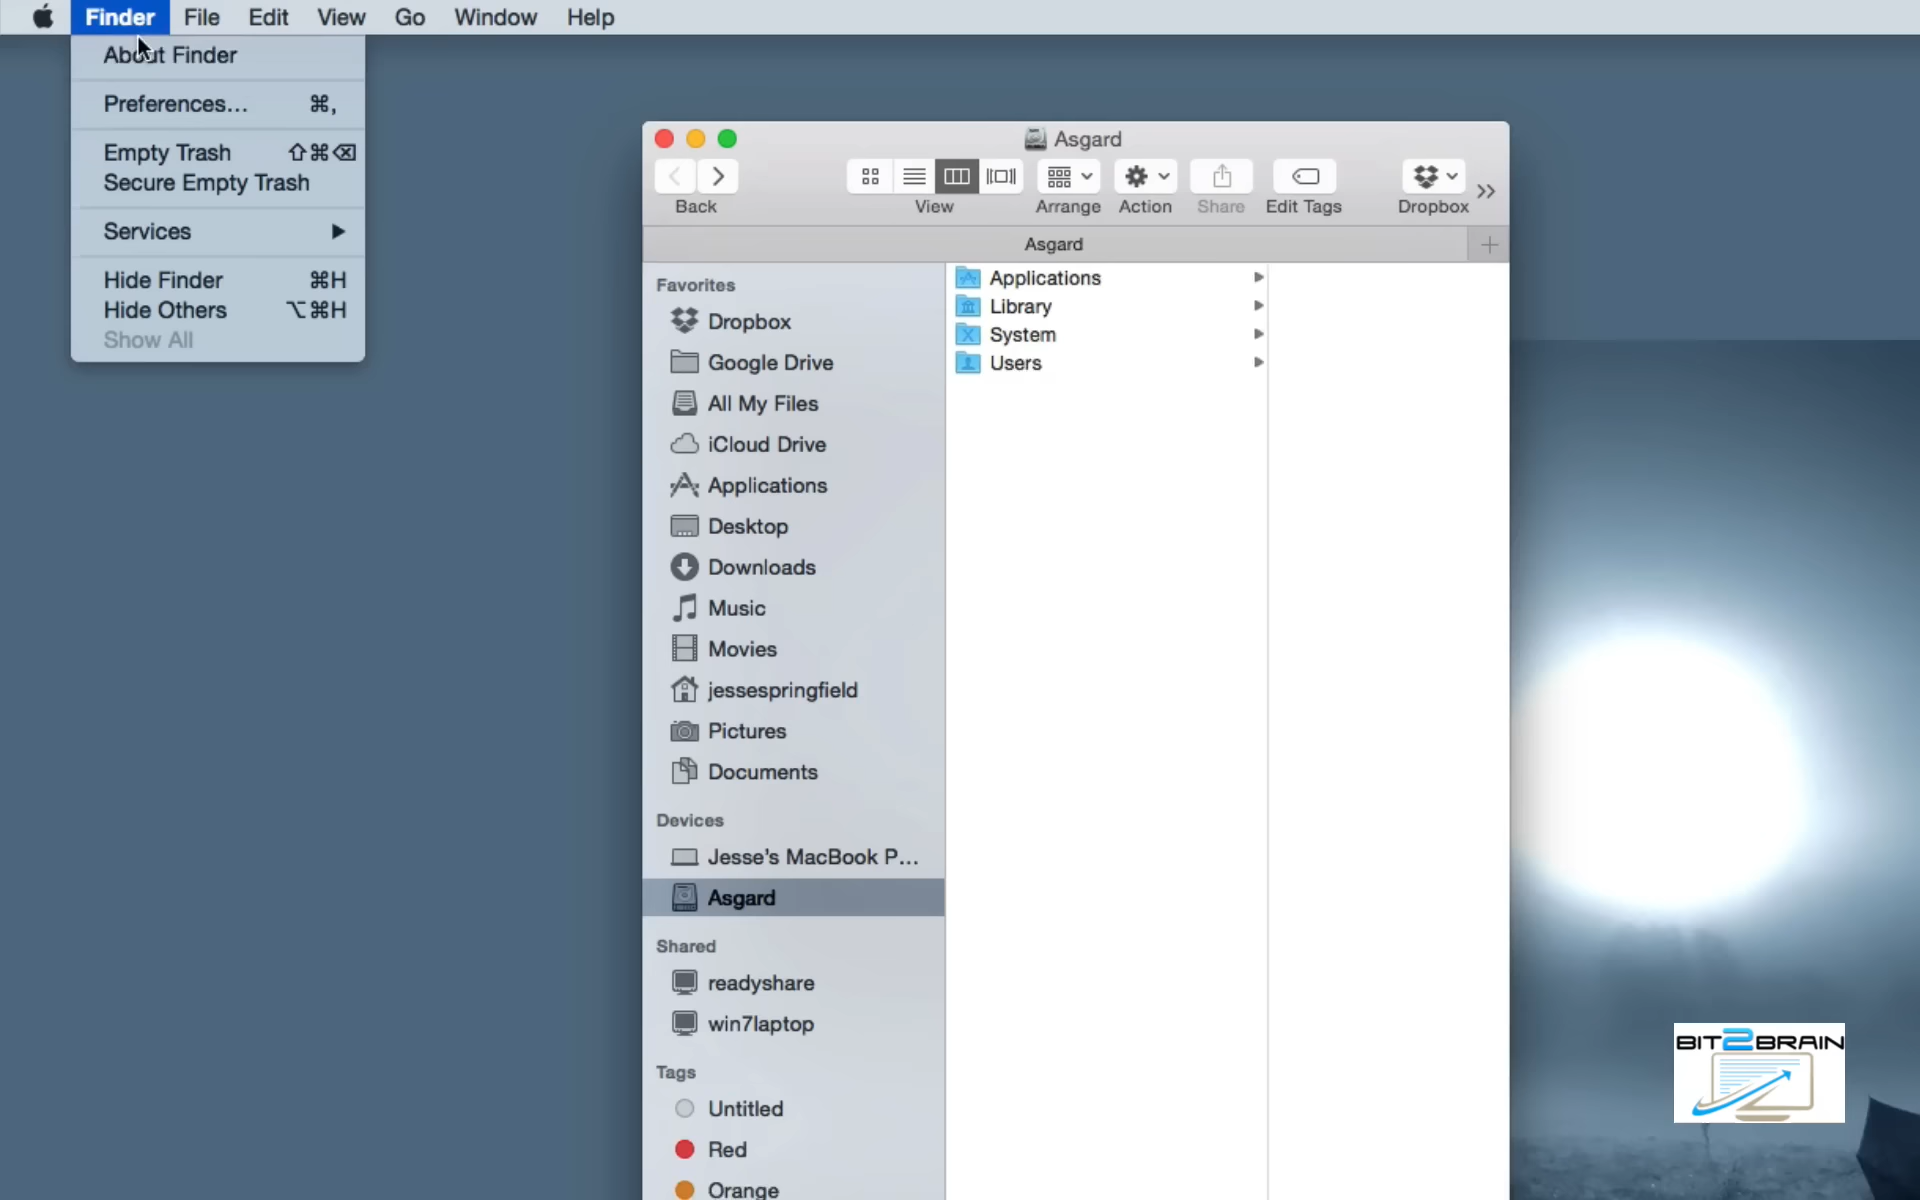 Finder File Edit View Go Window Help
About Finder
Preferences... ⌘,
Empty Trash ⇧⌘⌫
Secure Empty Trash
Services
Hide Finder ⌘H
Hide Others ⌥⌘H
Show All
Asgard
Back View Arrange Action Share Edit Tags Dropbox
Asgard
Favorites
Dropbox
Google Drive
All My Files
iCloud Drive
Applications
Desktop
Downloads
Music
Movies
jessespringfield
Pictures
Documents
Devices
Jesse's MacBook P...
Asgard
Shared
readyshare
win7laptop
Tags
Untitled
Red
Orange
Applications
Library
System
Users
BIT2BRAIN